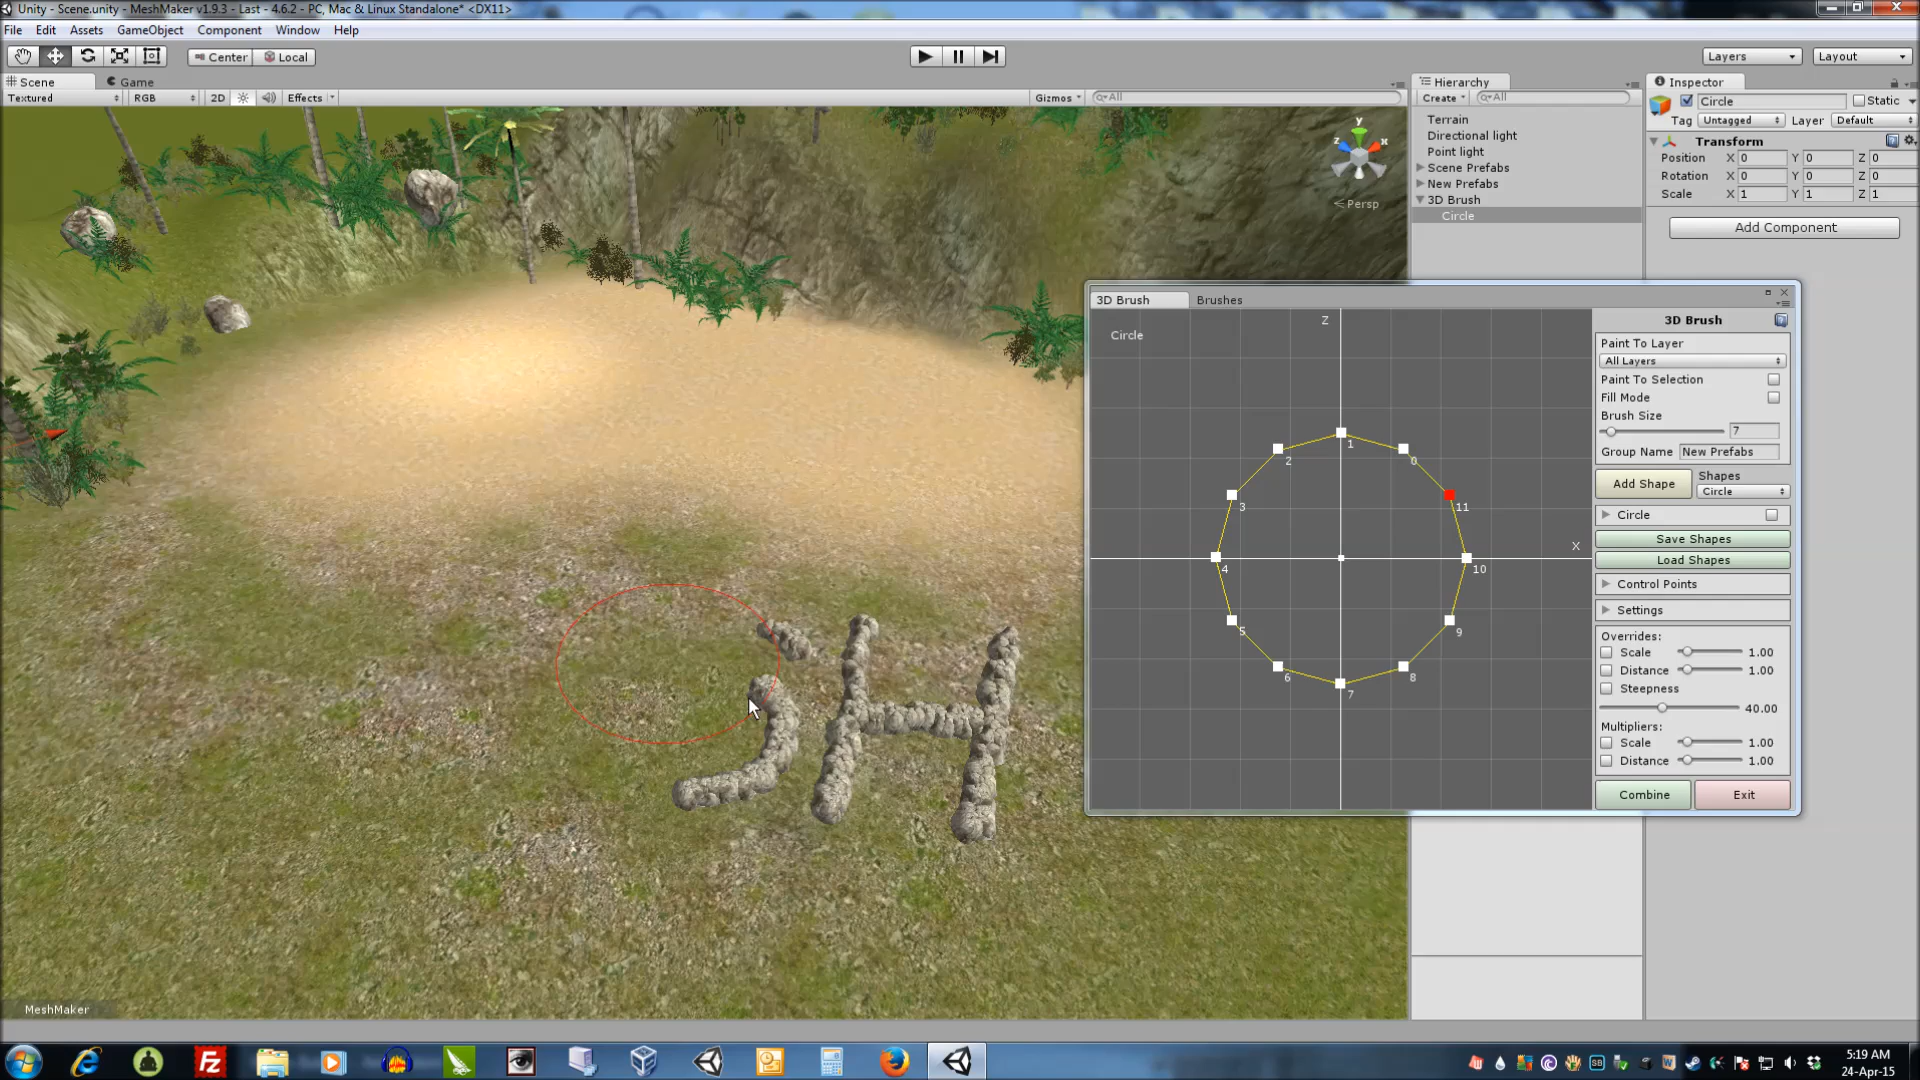 Unity - Scene.unity - MeshMaker v1.9.3 - Last - 4.6.2 - PC, Mac & Linux Standalone* <DX11>
File Edit Assets GameObject Component Window Help
Center Local Layers Layout
Scene Game
Textured RGB 2D Effects Gizmos All
Hierarchy
Create All
Terrain
Directional light
Point light
Scene Prefabs
New Prefabs
3D Brush
Circle
Inspector
Circle Static
Tag Untagged Layer Default
Transform
Position X 0 Y 0 Z 0
Rotation X 0 Y 0 Z 0
Scale X 1 Y 1 Z 1
Add Component
y
z x
< Persp
3D Brush Brushes
Circle
Z
X
1
2
0
3
11
4
10
5
9
6
8
7
3D Brush
Paint To Layer
All Layers
Paint To Selection
Fill Mode
Brush Size
7
Group Name New Prefabs
Add Shape Shapes
Circle
Circle
Save Shapes
Load Shapes
Control Points
Settings
Overrides:
Scale 1.00
Distance 1.00
Steepness
40.00
Multipliers:
Scale 1.00
Distance 1.00
Combine Exit
JH
MeshMaker
5:19 AM
24-Apr-15